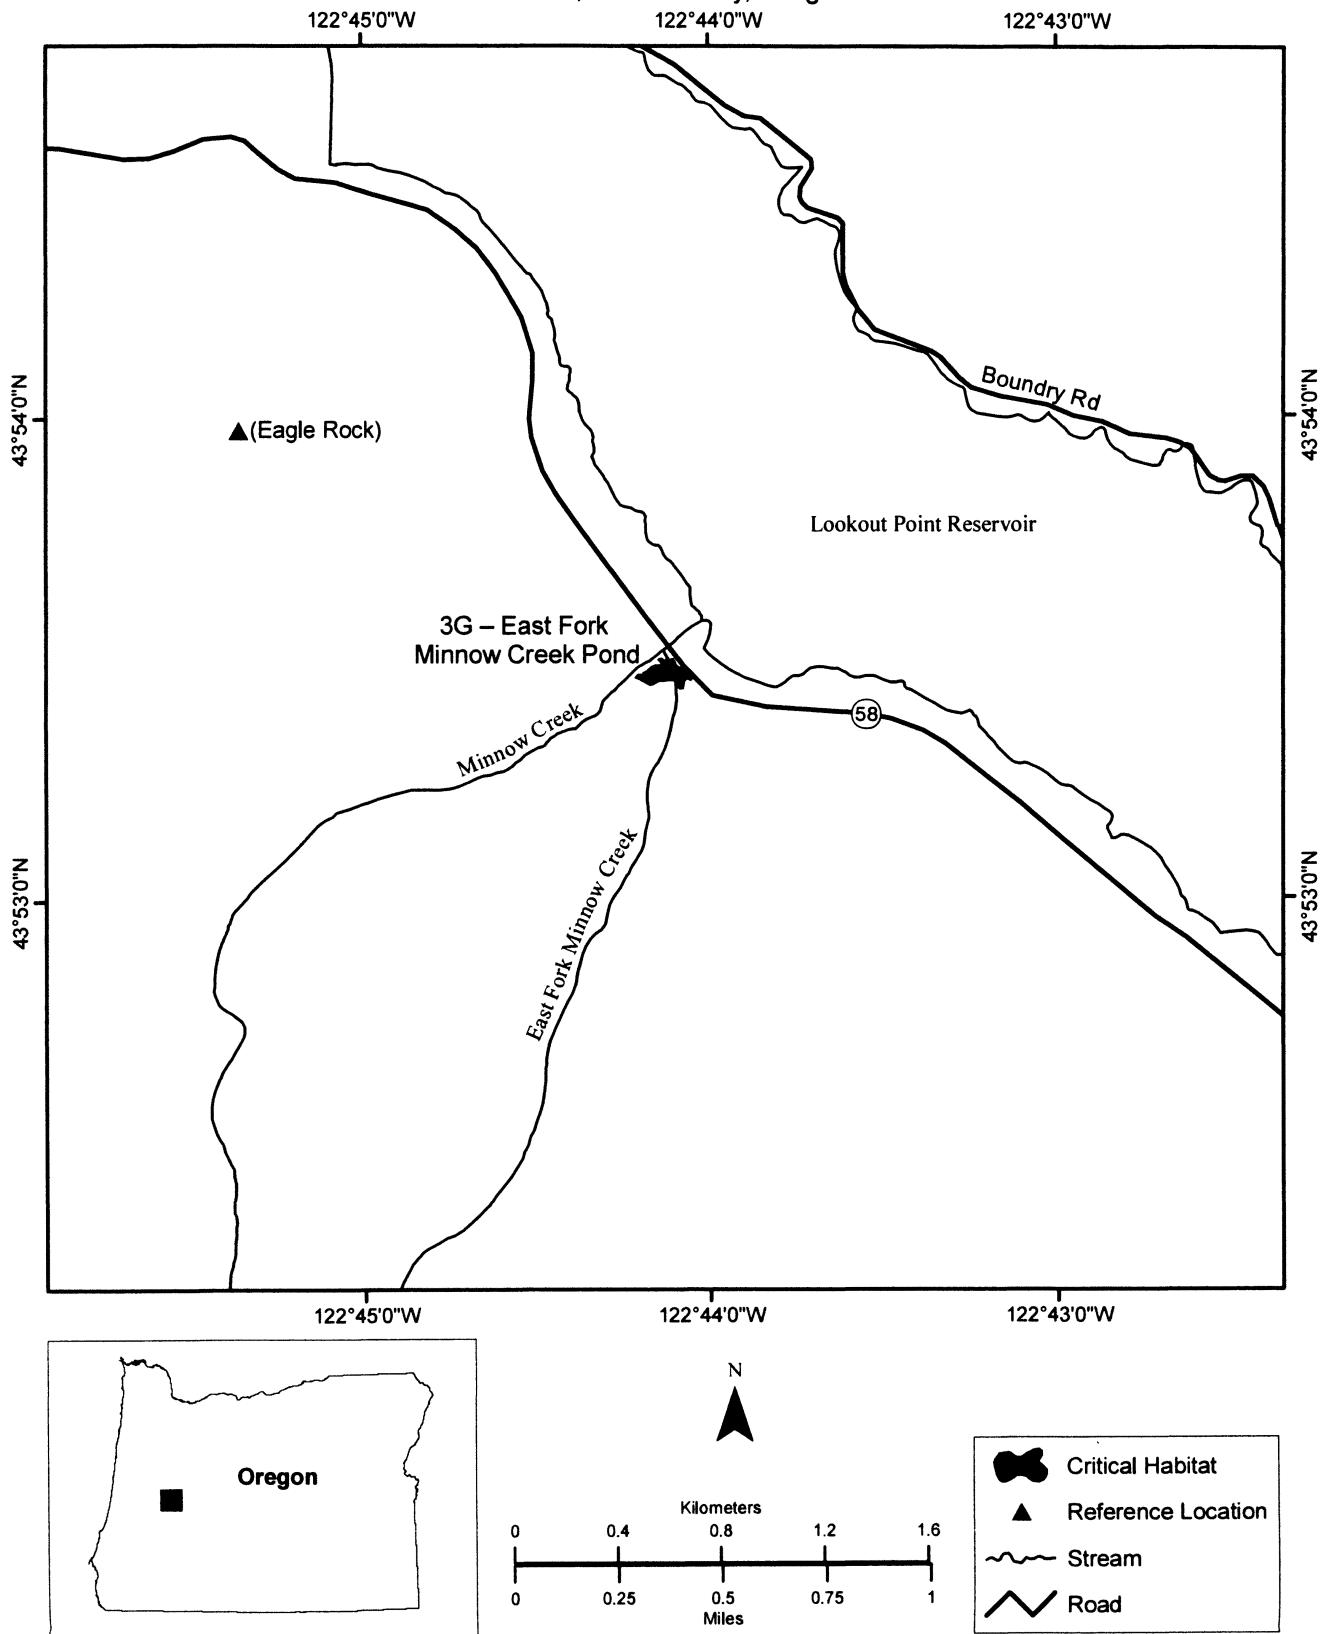 122°45'0"W
122°44'0"W
122°43'0"W
43°54'0"N
43°54'0"N
Boundry Rd
(Eagle Rock)
Lookout Point Reservoir
3G – East Fork
Minnow Creek Pond
58
Minnow Creek
East Fork Minnow Creek
43°53'0"N
43°53'0"N
122°45'0"W
122°44'0"W
122°43'0"W
Oregon
N
Kilometers
0 0.4 0.8 1.2 1.6
0 0.25 0.5 0.75 1
Miles
Critical Habitat
Reference Location
Stream
Road